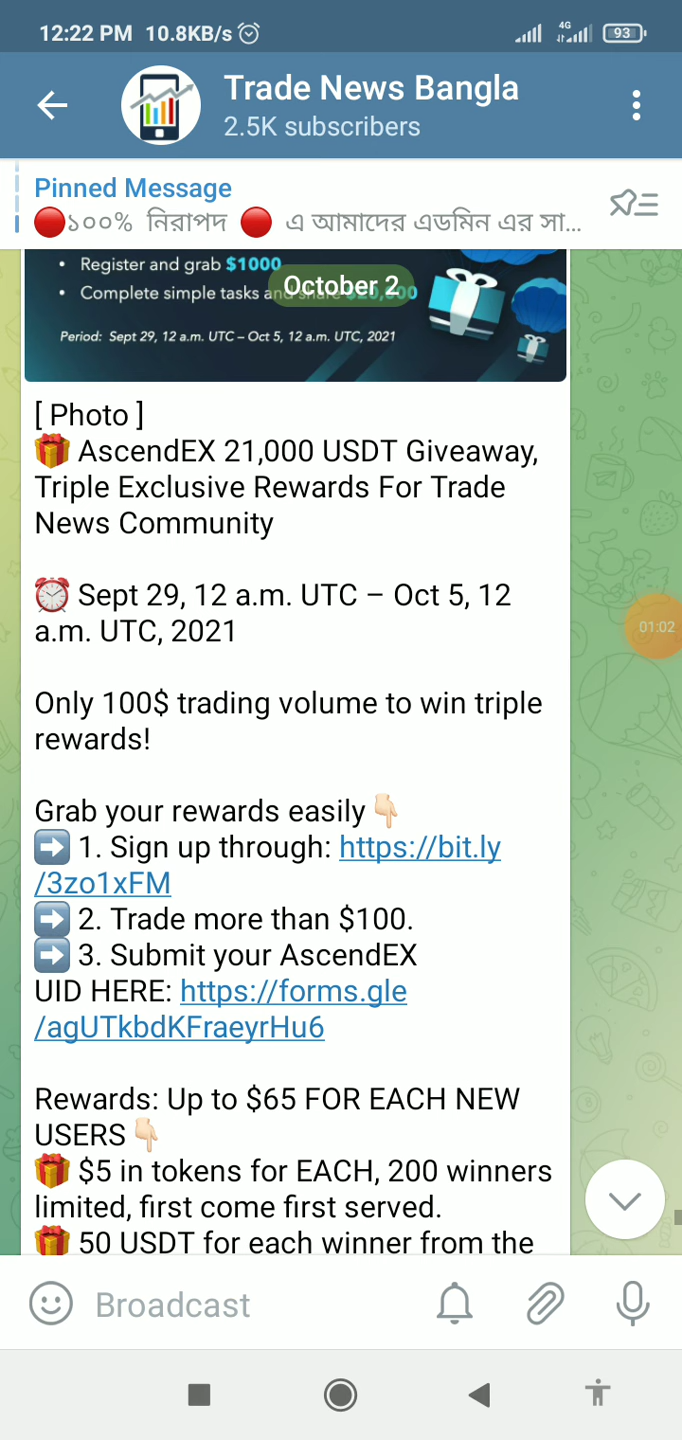 12:22 PM 10.8KB/s
4G
93
Trade News Bangla
2.5K subscribers
Pinned Message
🔴১০০% নিরাপদ 🔴 এ আমাদের এডমিন এর সা...
• Register and grab $1000
October 2
• Complete simple tasks and share $20,000
Period: Sept 29, 12 a.m. UTC – Oct 5, 12 a.m. UTC, 2021
[ Photo ]
🎁 AscendEX 21,000 USDT Giveaway,
Triple Exclusive Rewards For Trade
News Community
⏰ Sept 29, 12 a.m. UTC – Oct 5, 12
a.m. UTC, 2021
01:02
Only 100$ trading volume to win triple
rewards!
Grab your rewards easily👇🏻
➡️ 1. Sign up through: https://bit.ly
/3zo1xFM
➡️ 2. Trade more than $100.
➡️ 3. Submit your AscendEX
UID HERE: https://forms.gle
/agUTkbdKFraeyrHu6
Rewards: Up to $65 FOR EACH NEW
USERS👇🏻
🎁 $5 in tokens for EACH, 200 winners
limited, first come first served.
🎁 50 USDT for each winner from the
Broadcast